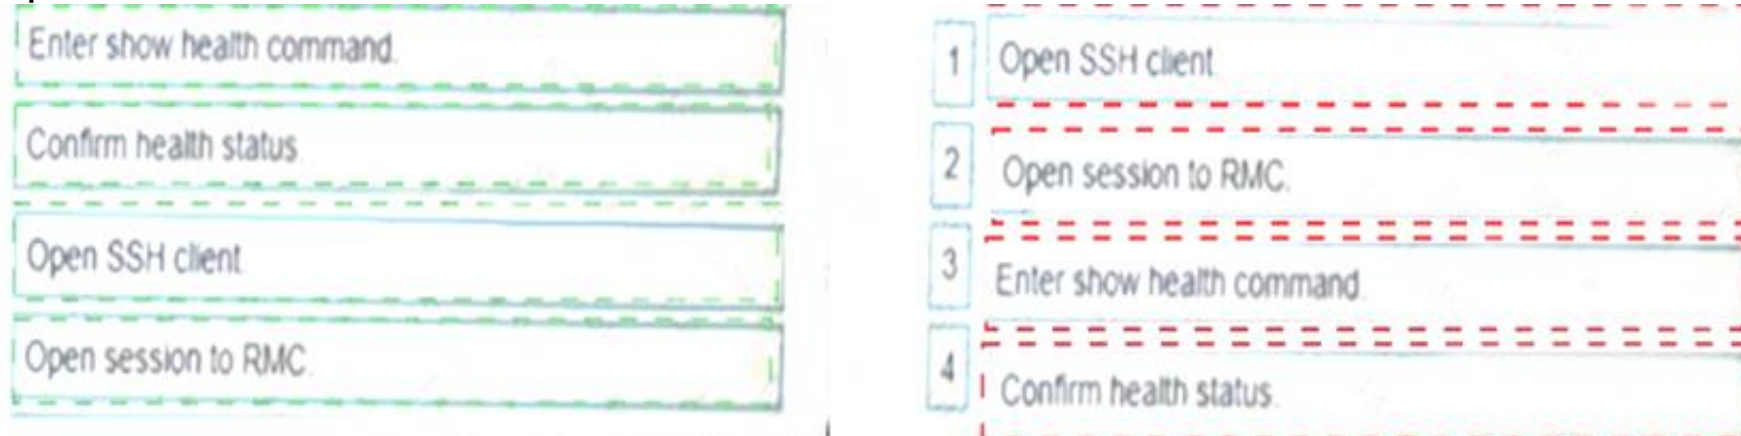 Enter show health command.
Confirm health status
Open SSH client
Open session to RMC.
1 Open SSH client
2 Open session to RMC.
3 Enter show health command.
4 Confirm health status.